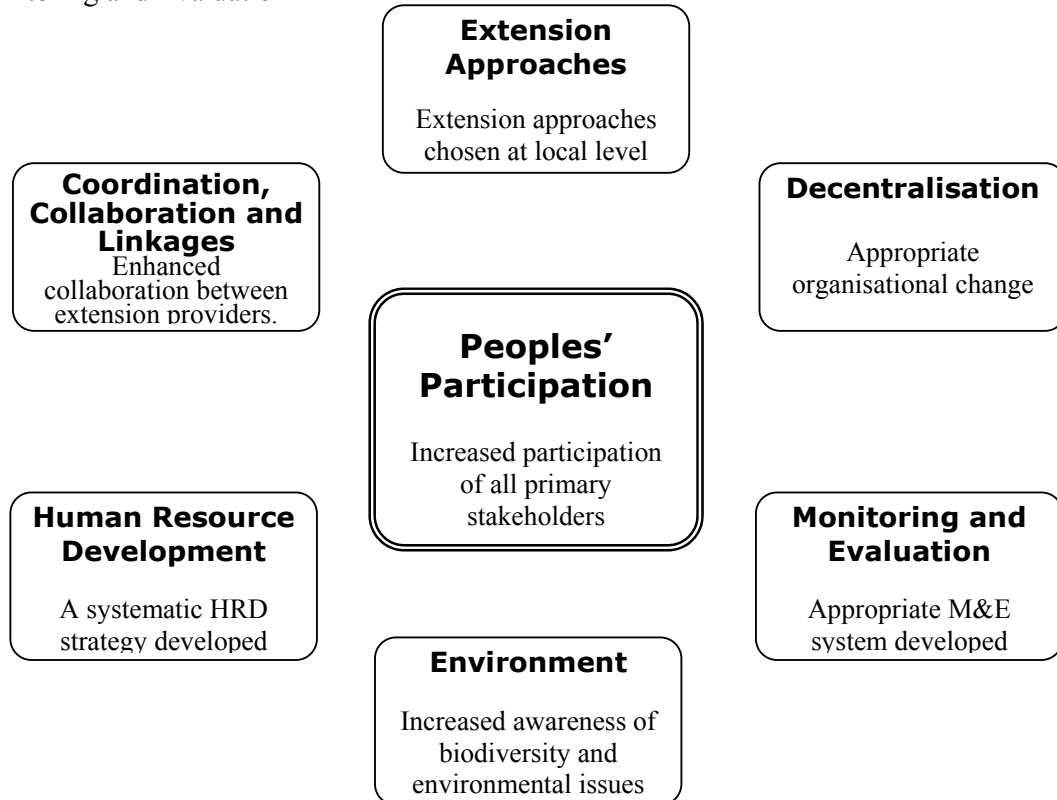 Extension
Approaches
Extension approaches
chosen at local level
Coordination,
Collaboration and
Linkages
Enhanced
collaboration between
extension providers.
Decentralisation
Appropriate
organisational change
Peoples’
Participation
Increased participation
of all primary
stakeholders
Human Resource
Development
A systematic HRD
strategy developed
Monitoring and
Evaluation
Appropriate M&E
system developed
Environment
Increased awareness of
biodiversity and
environmental issues